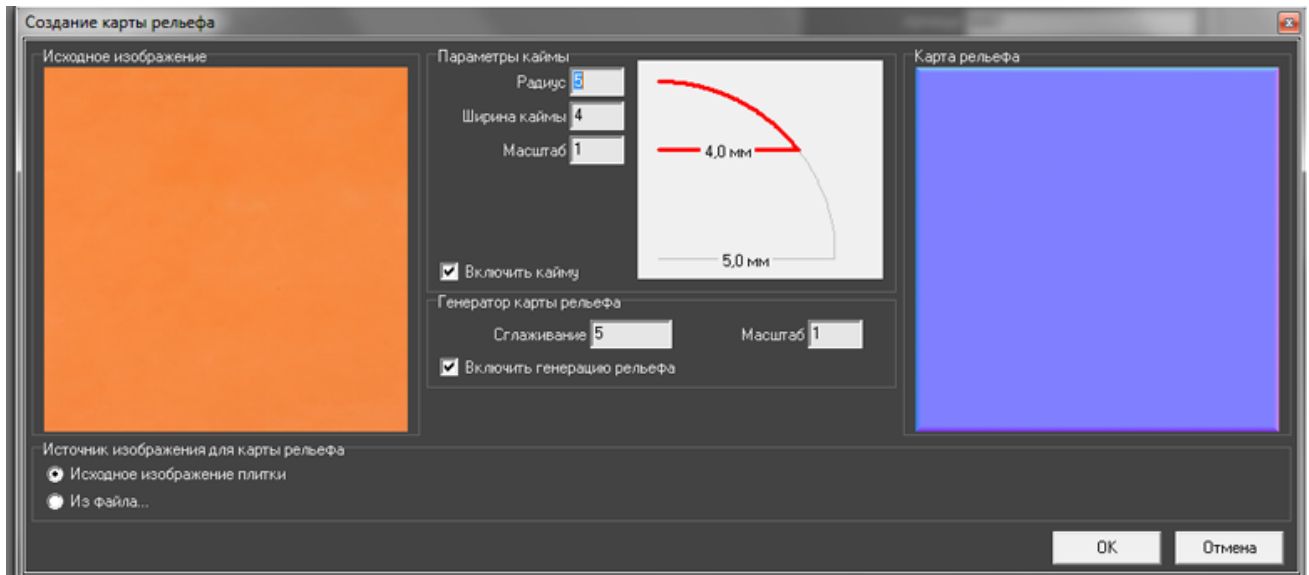 Создание карты рельефа
Исходное изображение
Параметры каймы
Радиус 5
Ширина каймы 4
Масштаб 1
4,0 мм
5,0 мм
Включить кайму
Генератор карты рельефа
Сглаживание 5 Масштаб 1
Включить генерацию рельефа
Карта рельефа
Источник изображения для карты рельефа
Исходное изображение плитки
Из файла...
OK Отмена